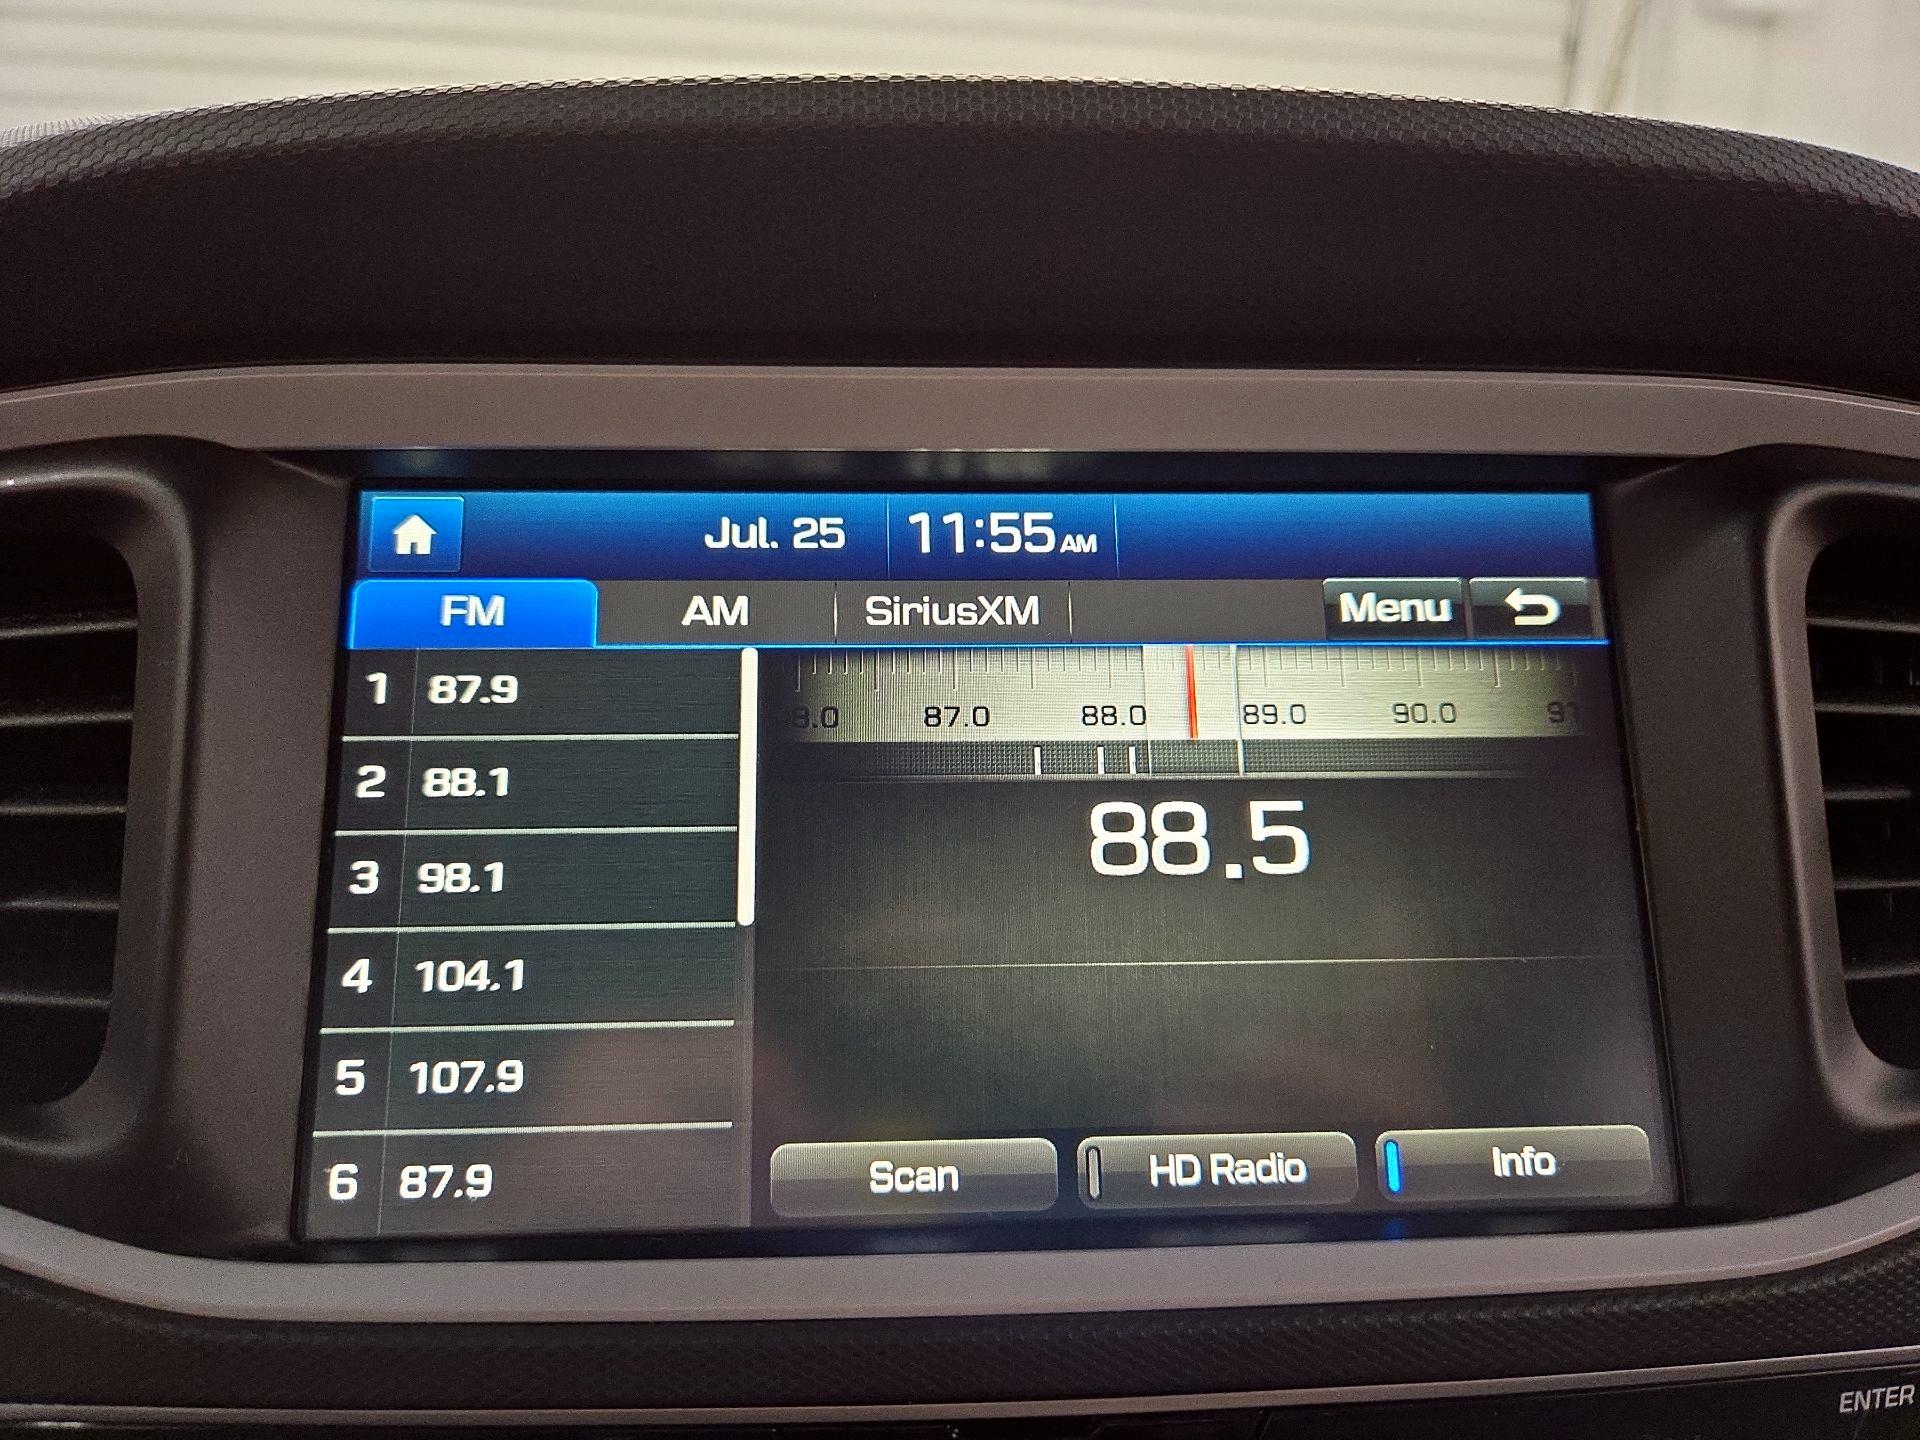 Jul. 25 11:55 AM
FM AM SiriusXM Menu
1 87.9
2 88.1
3 98.1
4 104.1
5 107.9
6 87.9
87.0 88.0 89.0 90.0
88.5
Scan HD Radio Info
ENTER